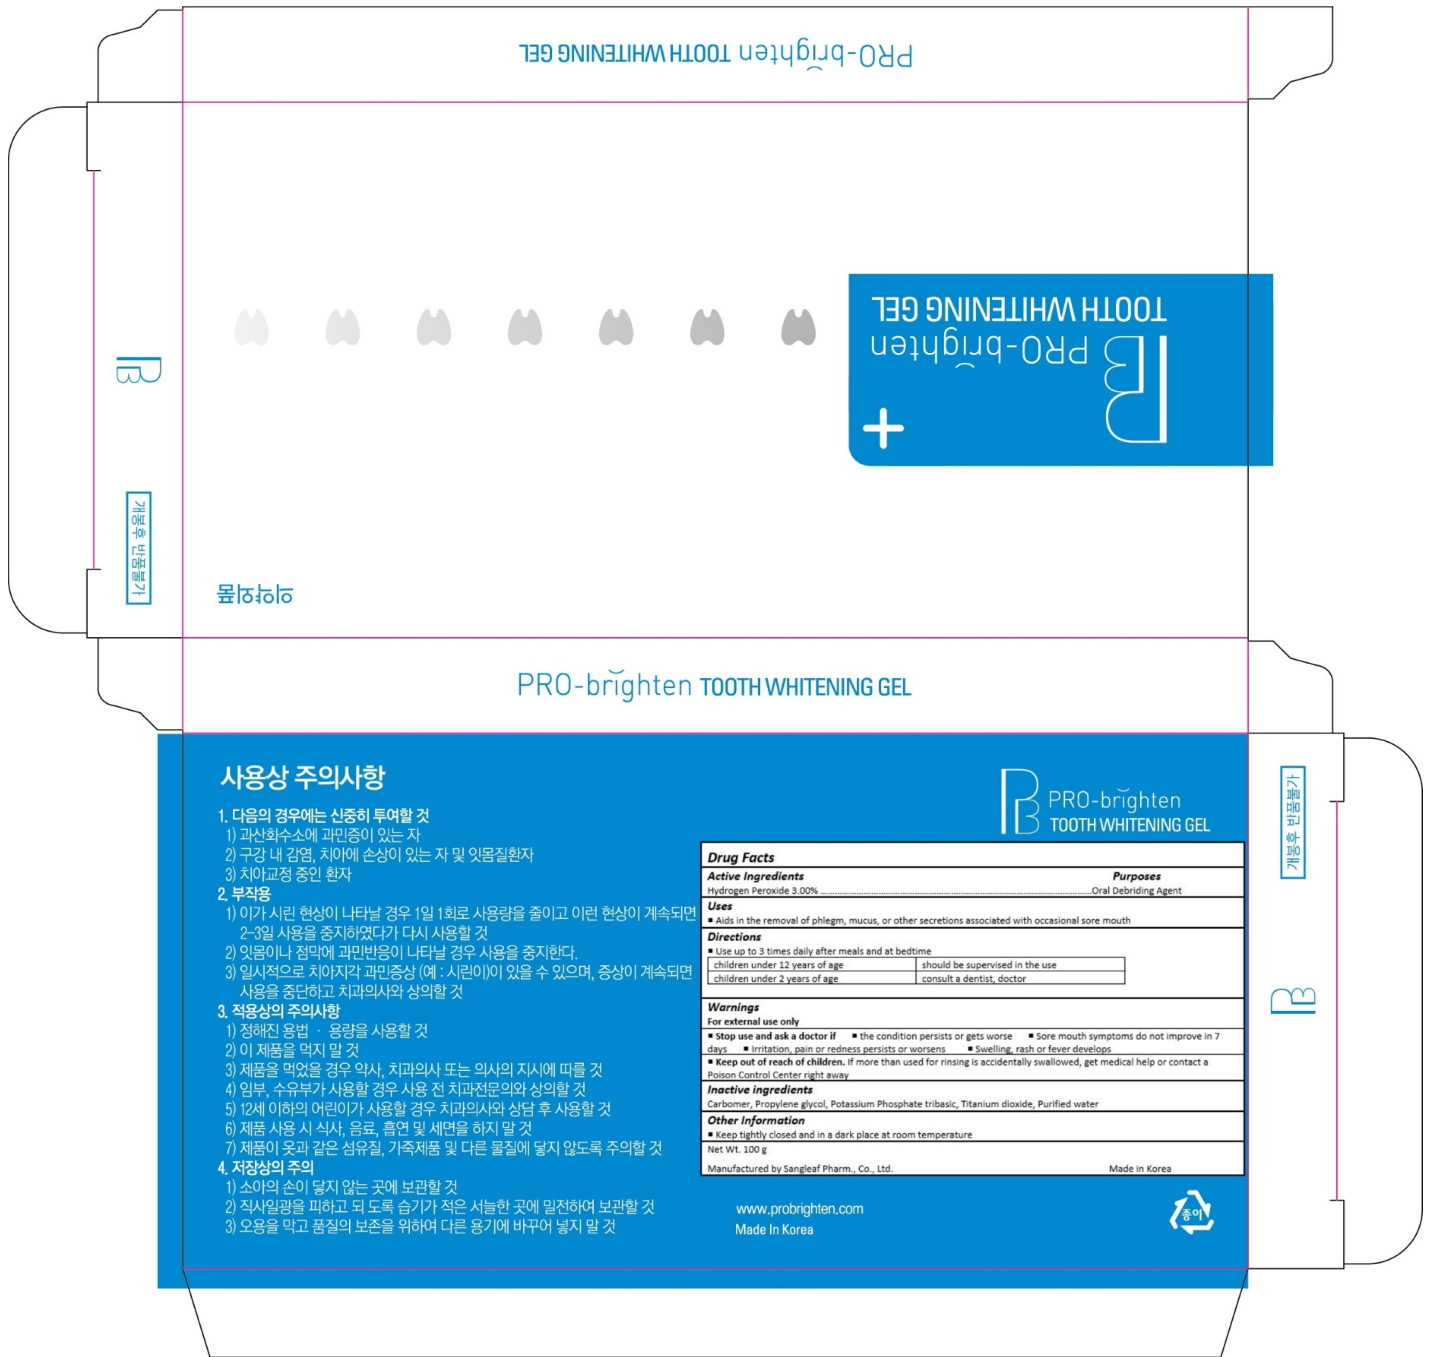 PRO-brighten TOOTH WHITENING GEL
PRO-brighten
TOOTH WHITENING GEL
의약외품
개봉후 반품불가
PRO-brighten TOOTH WHITENING GEL
사용상 주의사항
1. 다음의 경우에는 신중히 투여할 것
1) 과산화수소에 과민증이 있는 자
2) 구강 내 감염, 치아에 손상이 있는 자 및 잇몸질환자
3) 치아교정 중인 환자
2. 부작용
1) 이가 시린 현상이 나타날 경우 1일 1회로 사용량을 줄이고 이런 현상이 계속되면
2-3일 사용을 중지하였다가 다시 사용할 것
2) 잇몸이나 점막에 과민반응이 나타날 경우 사용을 중지한다.
3) 일시적으로 치아지각 과민증상 (예 : 시린이)이 있을 수 있으며, 증상이 계속되면
사용을 중단하고 치과의사와 상의할 것
3. 적용상의 주의사항
1) 정해진 용법 · 용량을 사용할 것
2) 이 제품을 먹지 말 것
3) 제품을 먹었을 경우 약사, 치과의사 또는 의사의 지시에 따를 것
4) 임부, 수유부가 사용할 경우 사용 전 치과전문의와 상의할 것
5) 12세 이하의 어린이가 사용할 경우 치과의사와 상담 후 사용할 것
6) 제품 사용 시 식사, 음료, 흡연 및 세면을 하지 말 것
7) 제품이 옷과 같은 섬유질, 가죽제품 및 다른 물질에 닿지 않도록 주의할 것
4. 저장상의 주의
1) 소아의 손이 닿지 않는 곳에 보관할 것
2) 직사일광을 피하고 되 도록 습기가 적은 서늘한 곳에 밀전하여 보관할 것
3) 오용을 막고 품질의 보존을 위하여 다른 용기에 바꾸어 넣지 말 것
PRO-brighten
TOOTH WHITENING GEL
Drug Facts
Active Ingredients Purposes
Hydrogen Peroxide 3.00% ........ Oral Debriding Agent
Uses
▪ Aids in the removal of phlegm, mucus, or other secretions associated with occasional sore mouth
Directions
▪ Use up to 3 times daily after meals and at bedtime
children under 12 years of age should be supervised in the use
children under 2 years of age consult a dentist, doctor
Warnings
For external use only
▪ Stop use and ask a doctor if ▪ the condition persists or gets worse ▪ Sore mouth symptoms do not improve in 7
days ▪ Irritation, pain or redness persists or worsens ▪ Swelling, rash or fever develops
▪ Keep out of reach of children. If more than used for rinsing is accidentally swallowed, get medical help or contact a
Poison Control Center right away
Inactive ingredients
Carbomer, Propylene glycol, Potassium Phosphate tribasic, Titanium dioxide, Purified water
Other Information
▪ Keep tightly closed and in a dark place at room temperature
Net Wt. 100 g
Manufactured by Sangleaf Pharm., Co., Ltd. Made in Korea
www.probrighten.com
Made In Korea
종이
개봉후 반품불가